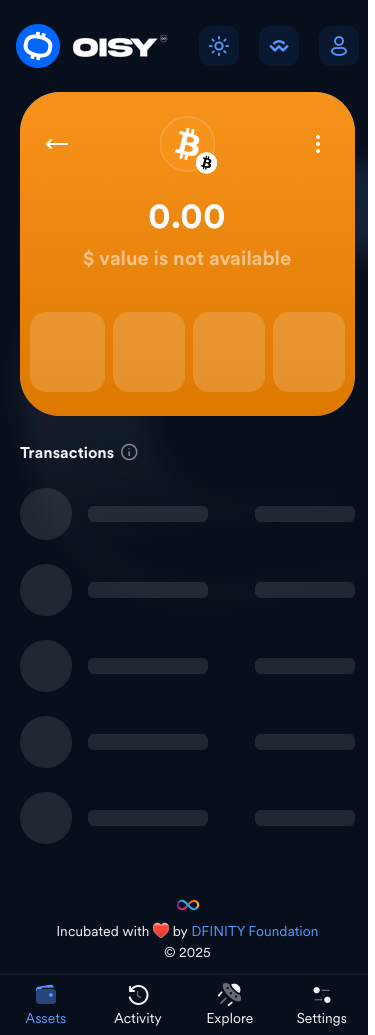 OISY
0.00
$ value is not available
Transactions
Incubated with ❤️ by DFINITY Foundation
© 2025
Assets
Activity
Explore
Settings